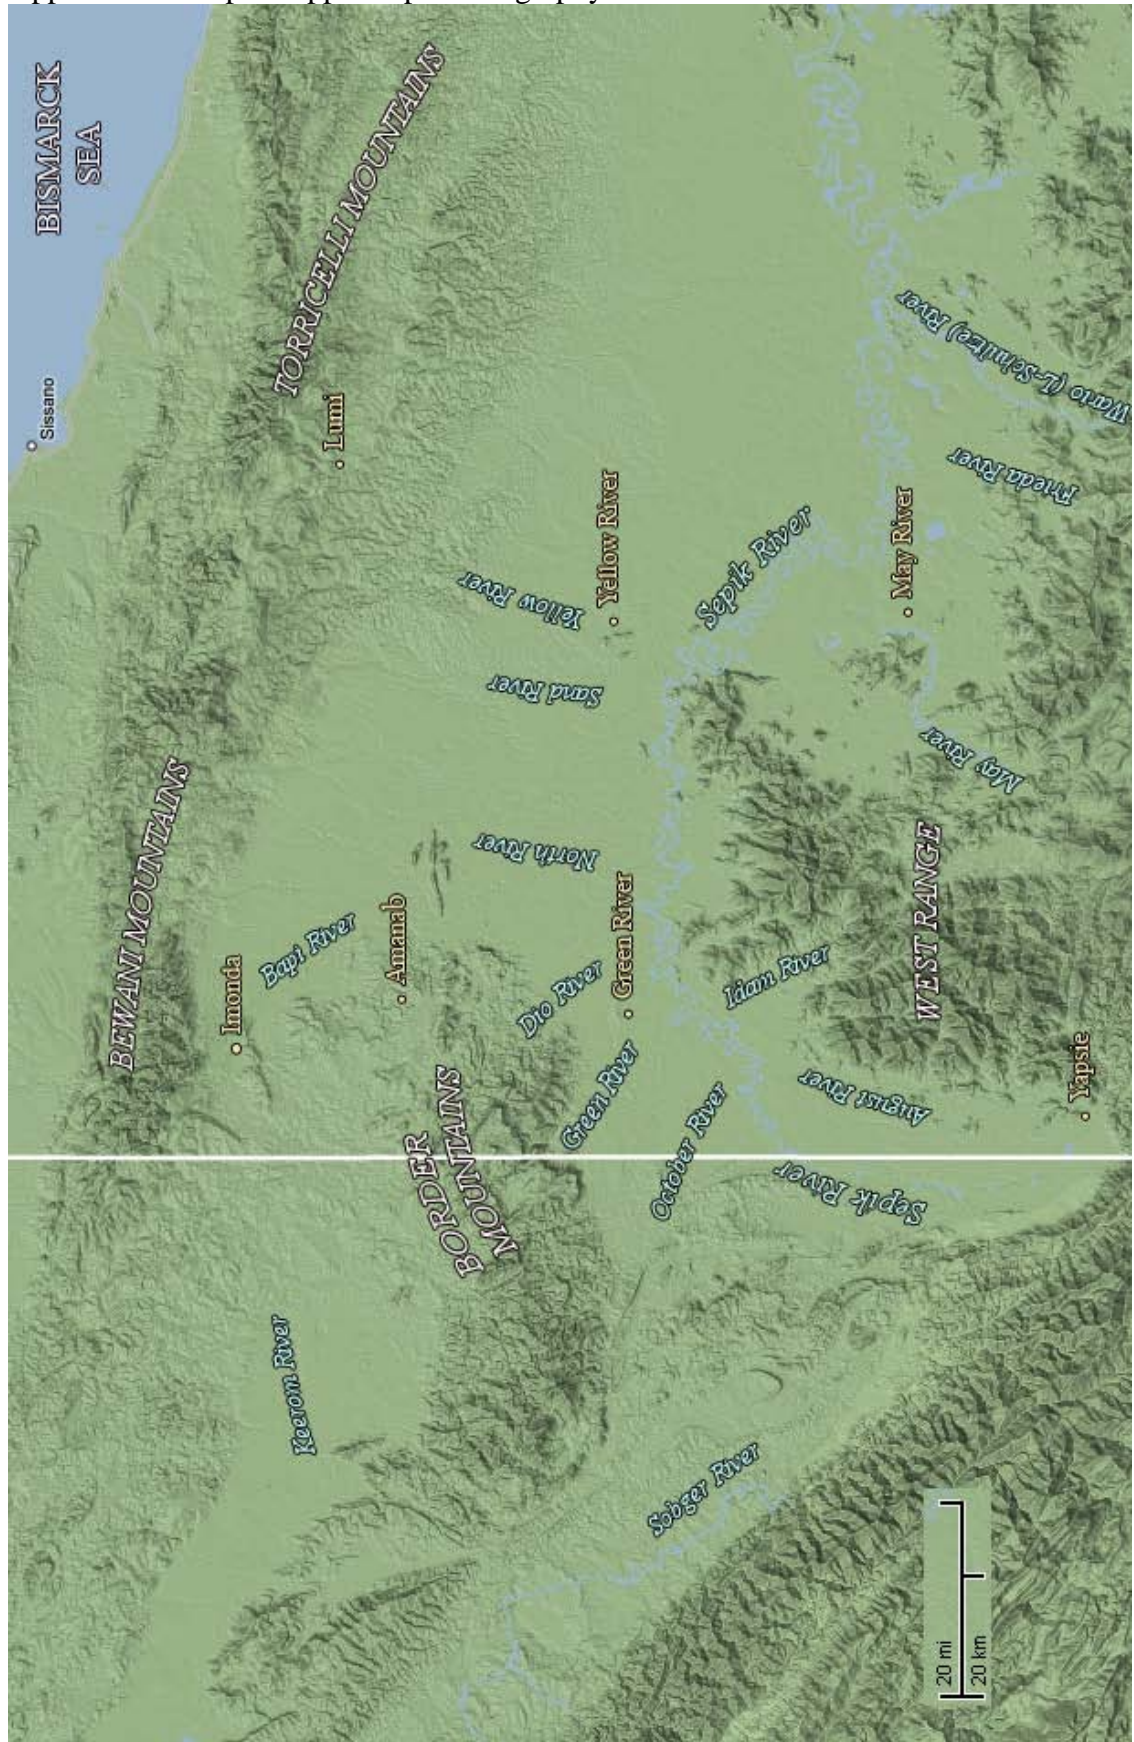 Sissano
BISMARCK
SEA
BEWANI MOUNTAINS
TORRICELLI MOUNTAINS
Imonda
Lumi
Keerom River
Bapi River
Amanab
BORDER
MOUNTAINS
Yellow River
Sand River
North River
Dio River
Green River
Green River
Yellow River
Sobger River
October River
Sepik River
Idam River
Sepik River
August River
May River
WEST RANGE
May River
Wario (L-Schultze) River
Frieda River
Yapsie
20 mi
20 km